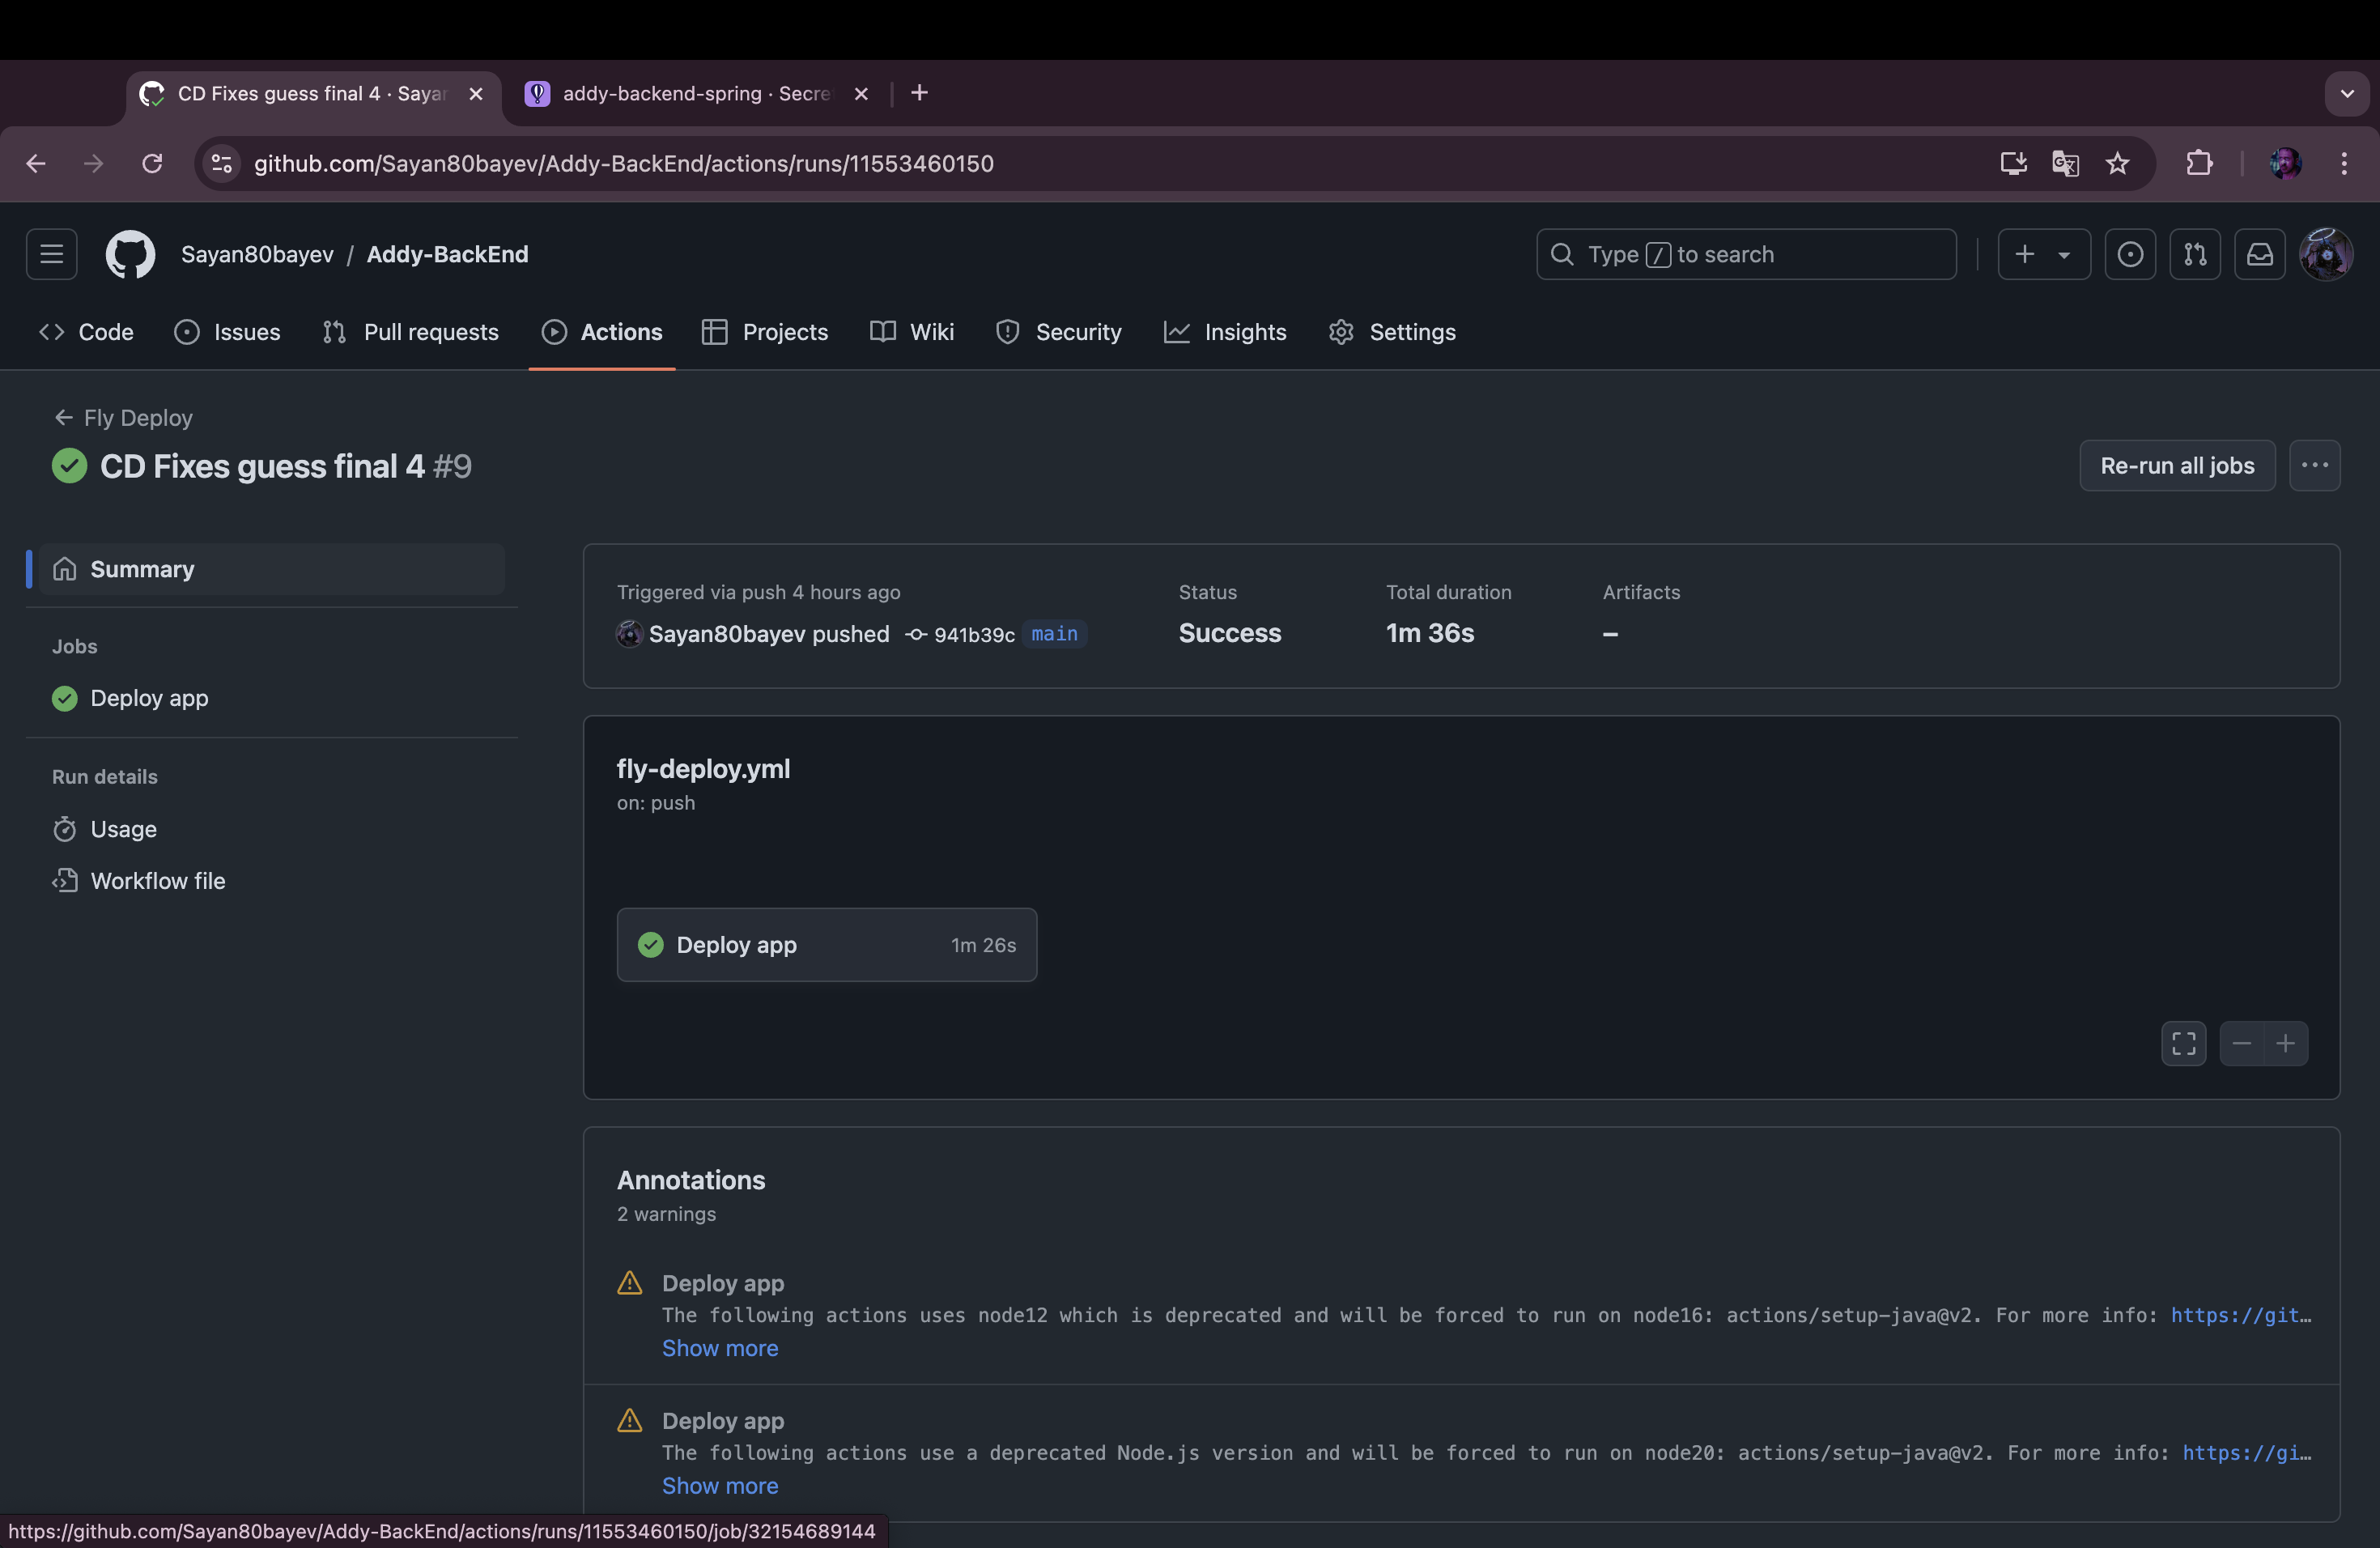 CD Fixes guess final 4 · Sayan
addy-backend-spring · Secre
github.com/Sayan80bayev/Addy-BackEnd/actions/runs/11553460150
Sayan80bayev / Addy-BackEnd
Type / to search
Code
Issues
Pull requests
Actions
Projects
Wiki
Security
Insights
Settings
Fly Deploy
CD Fixes guess final 4 #9
Re-run all jobs
Summary
Jobs
Deploy app
Run details
Usage
Workflow file
Triggered via push 4 hours ago
Sayan80bayev pushed 941b39c main
Status
Success
Total duration
1m 36s
Artifacts
–
fly-deploy.yml
on: push
Deploy app 1m 26s
Annotations
2 warnings
Deploy app
The following actions uses node12 which is deprecated and will be forced to run on node16: actions/setup-java@v2. For more info: https://git…
Show more
Deploy app
The following actions use a deprecated Node.js version and will be forced to run on node20: actions/setup-java@v2. For more info: https://gi…
Show more
https://github.com/Sayan80bayev/Addy-BackEnd/actions/runs/11553460150/job/32154689144